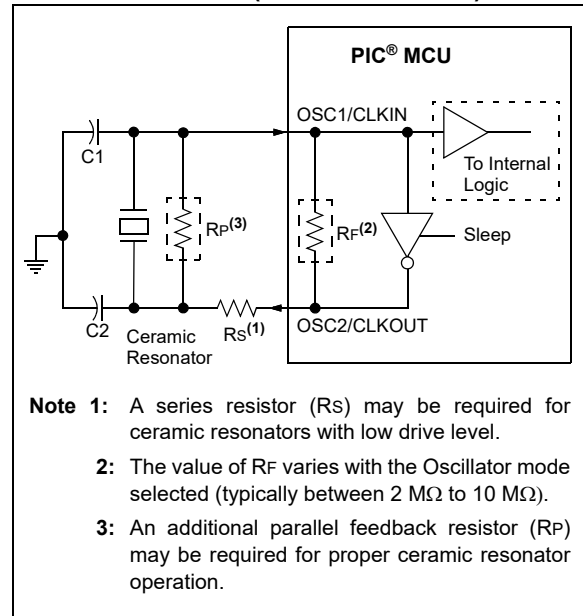 PIC® MCU
OSC1/CLKIN
C1
To Internal
Logic
RP(3)
RF(2)
Sleep
C2
Ceramic
Resonator
RS(1)
OSC2/CLKOUT
Note 1: A series resistor (RS) may be required for
ceramic resonators with low drive level.
2: The value of RF varies with the Oscillator mode
selected (typically between 2 MΩ to 10 MΩ).
3: An additional parallel feedback resistor (RP)
may be required for proper ceramic resonator
operation.